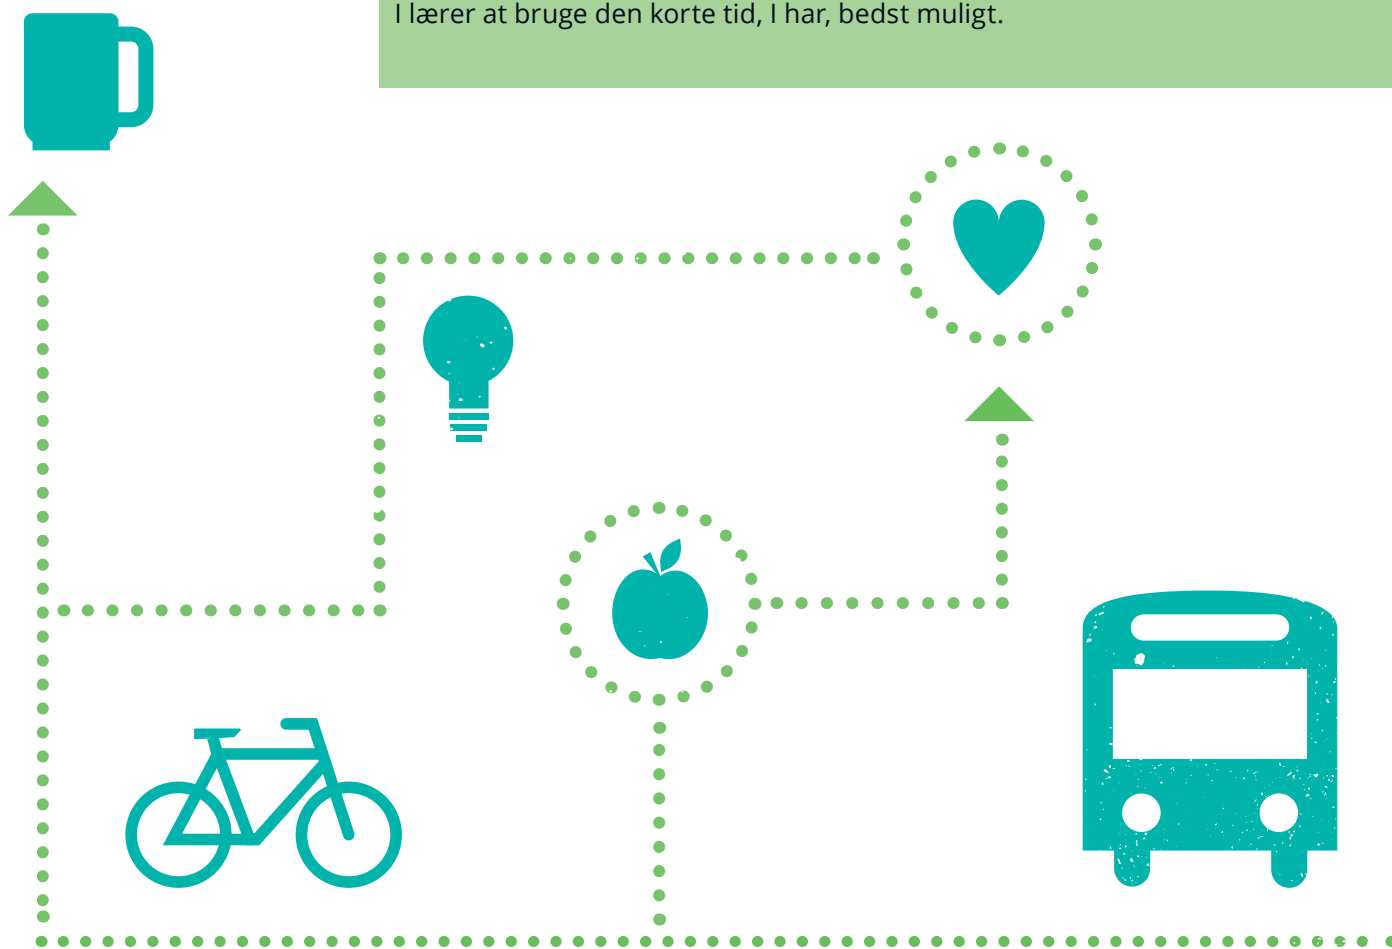 I lærer at bruge den korte tid, I har, bedst muligt.